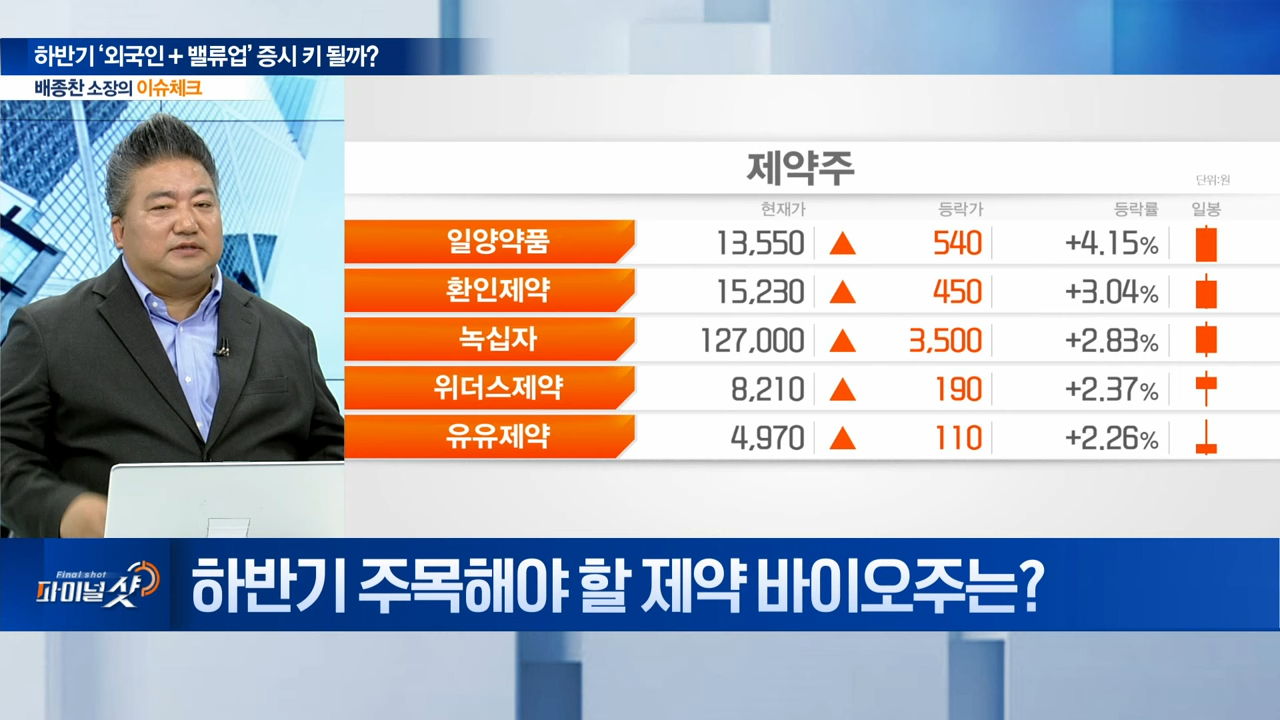 하반기 ‘외국인 + 밸류업’ 증시 키 될까?
배종찬 소장의 이슈체크
제약주
단위:원
현재가 등락가 등락률 일봉
일양약품 13,550 ▲ 540 +4.15%
환인제약 15,230 ▲ 450 +3.04%
녹십자 127,000 ▲ 3,500 +2.83%
위더스제약 8,210 ▲ 190 +2.37%
유유제약 4,970 ▲ 110 +2.26%
Final shot
파이널샷
하반기 주목해야 할 제약 바이오주는?